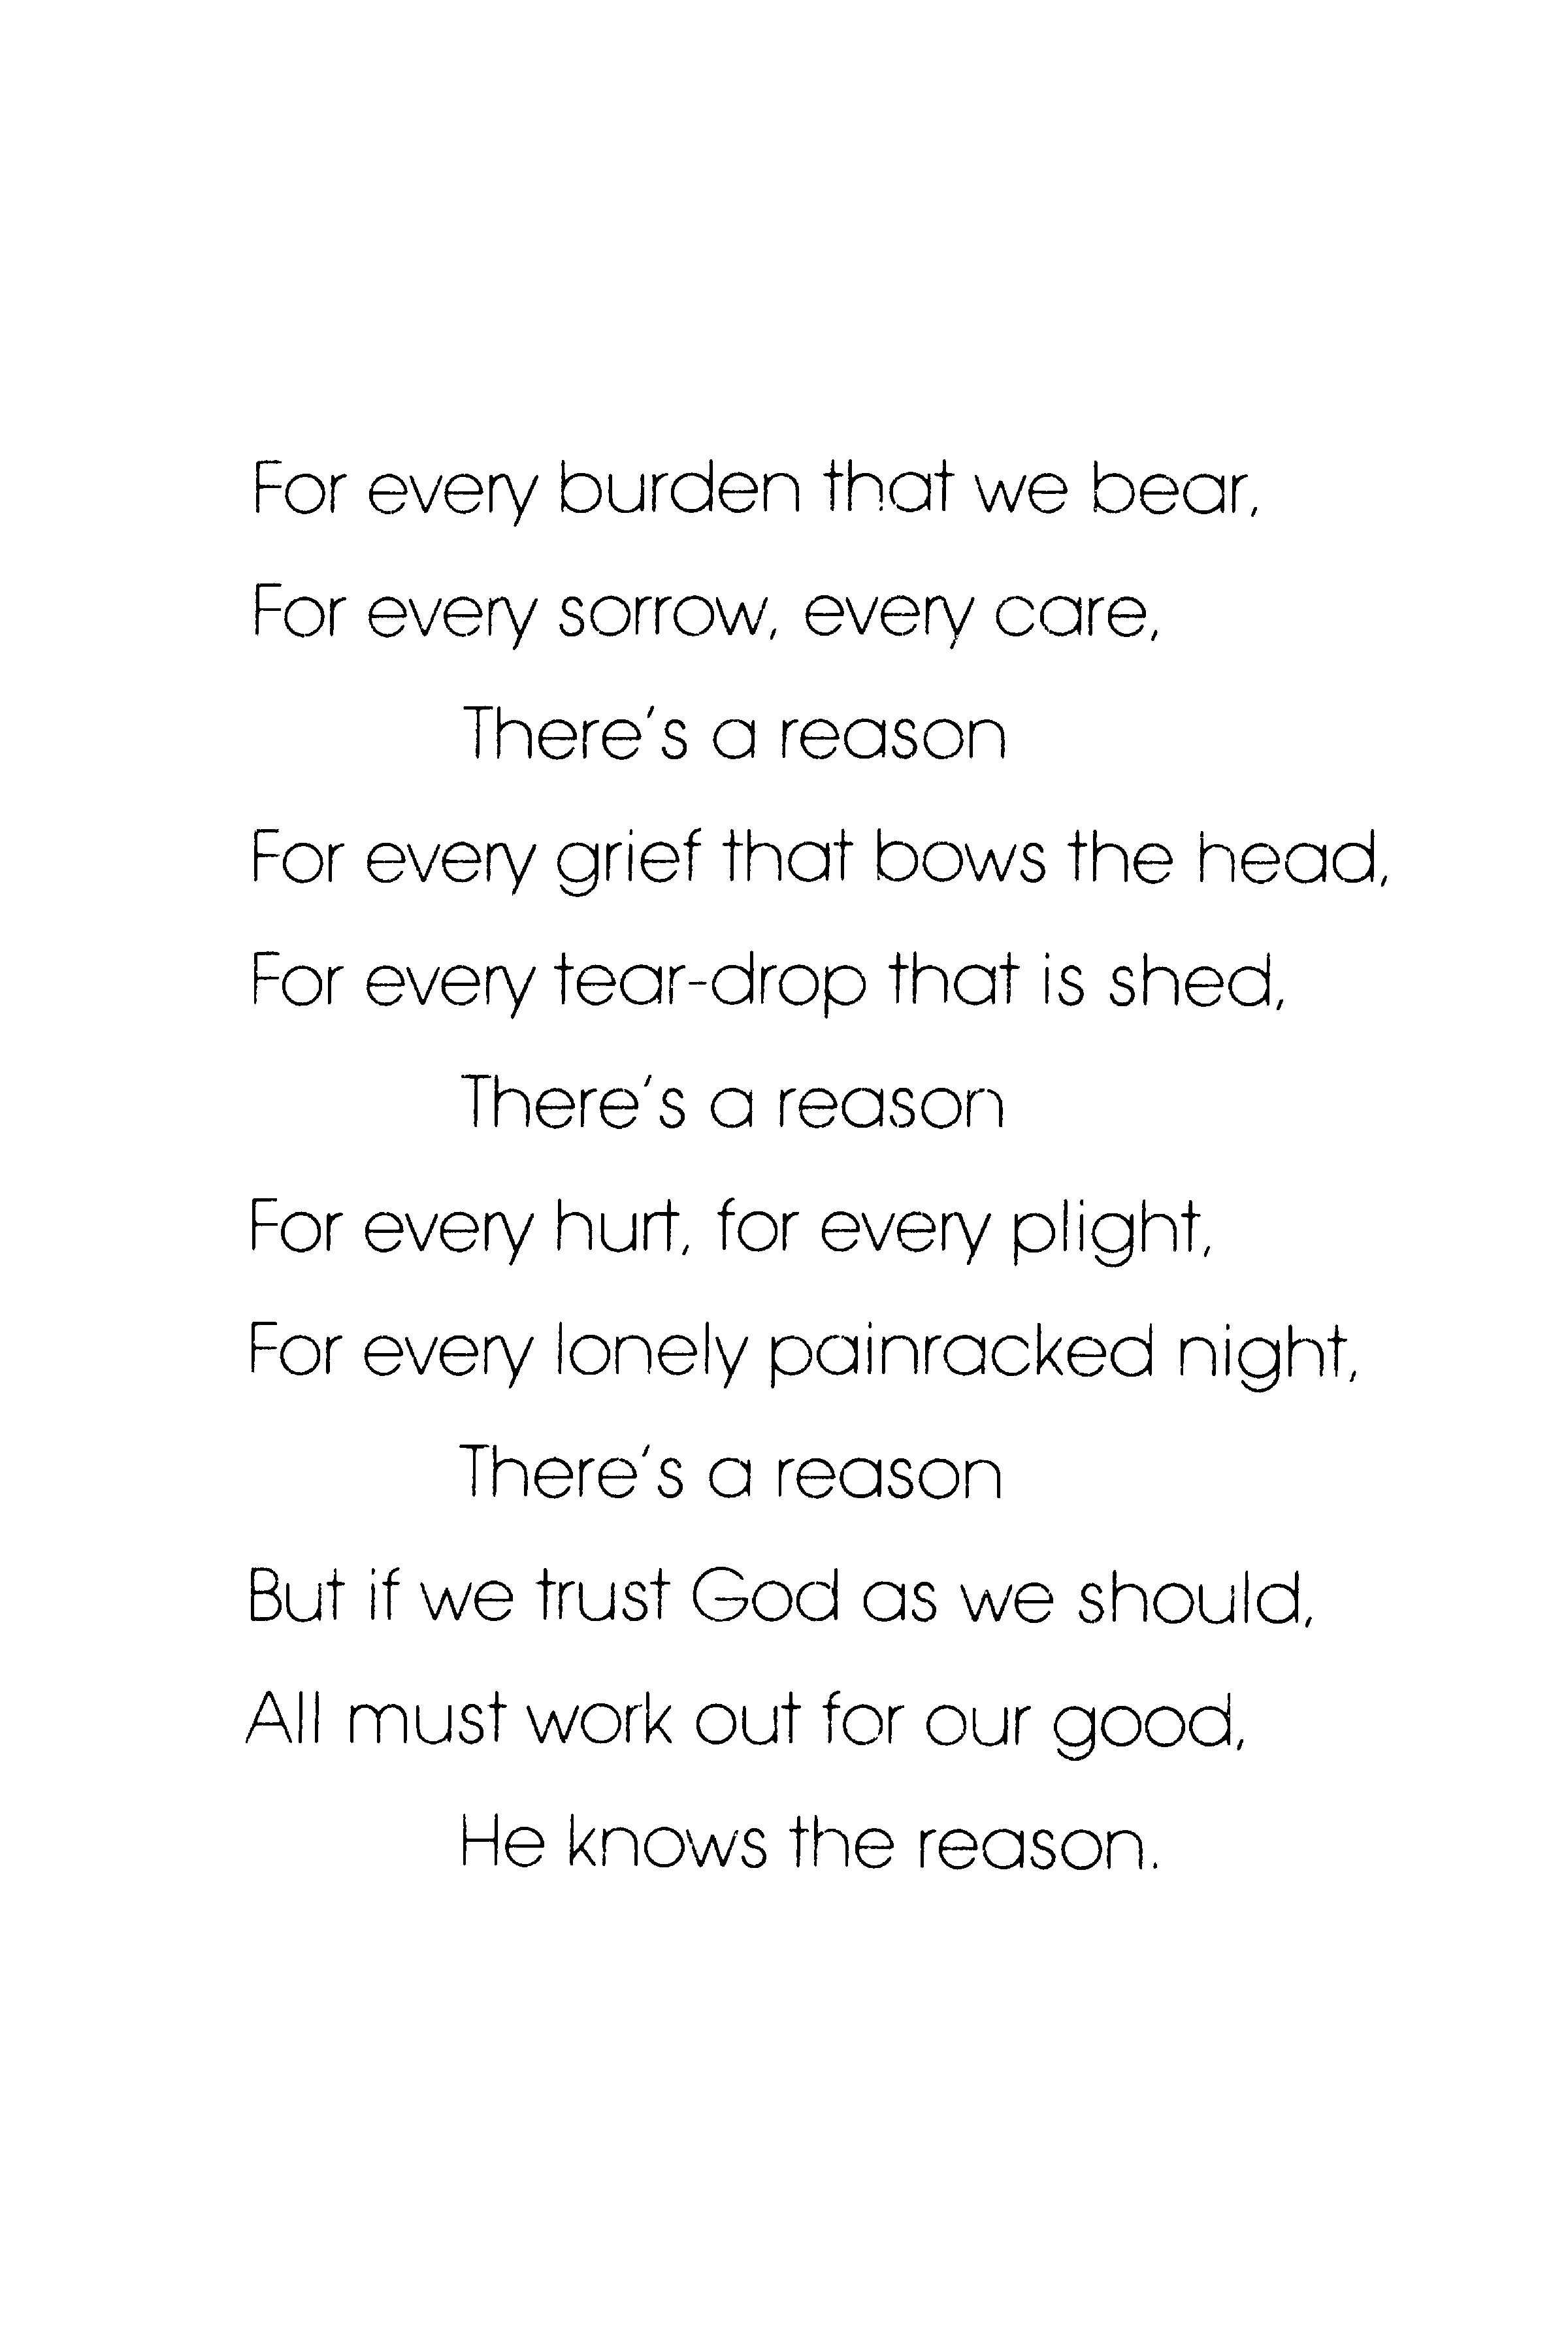 For every burden that we bear,
For every sorrow, every care,
There's a reason
For every grief that bows the head,
For every tear-drop that is shed,
There's a reason
For every hurt, for every plight,
For every lonely painracked night,
There's a reason
But if we trust God as we should,
All must work out for our good,
He knows the reason.